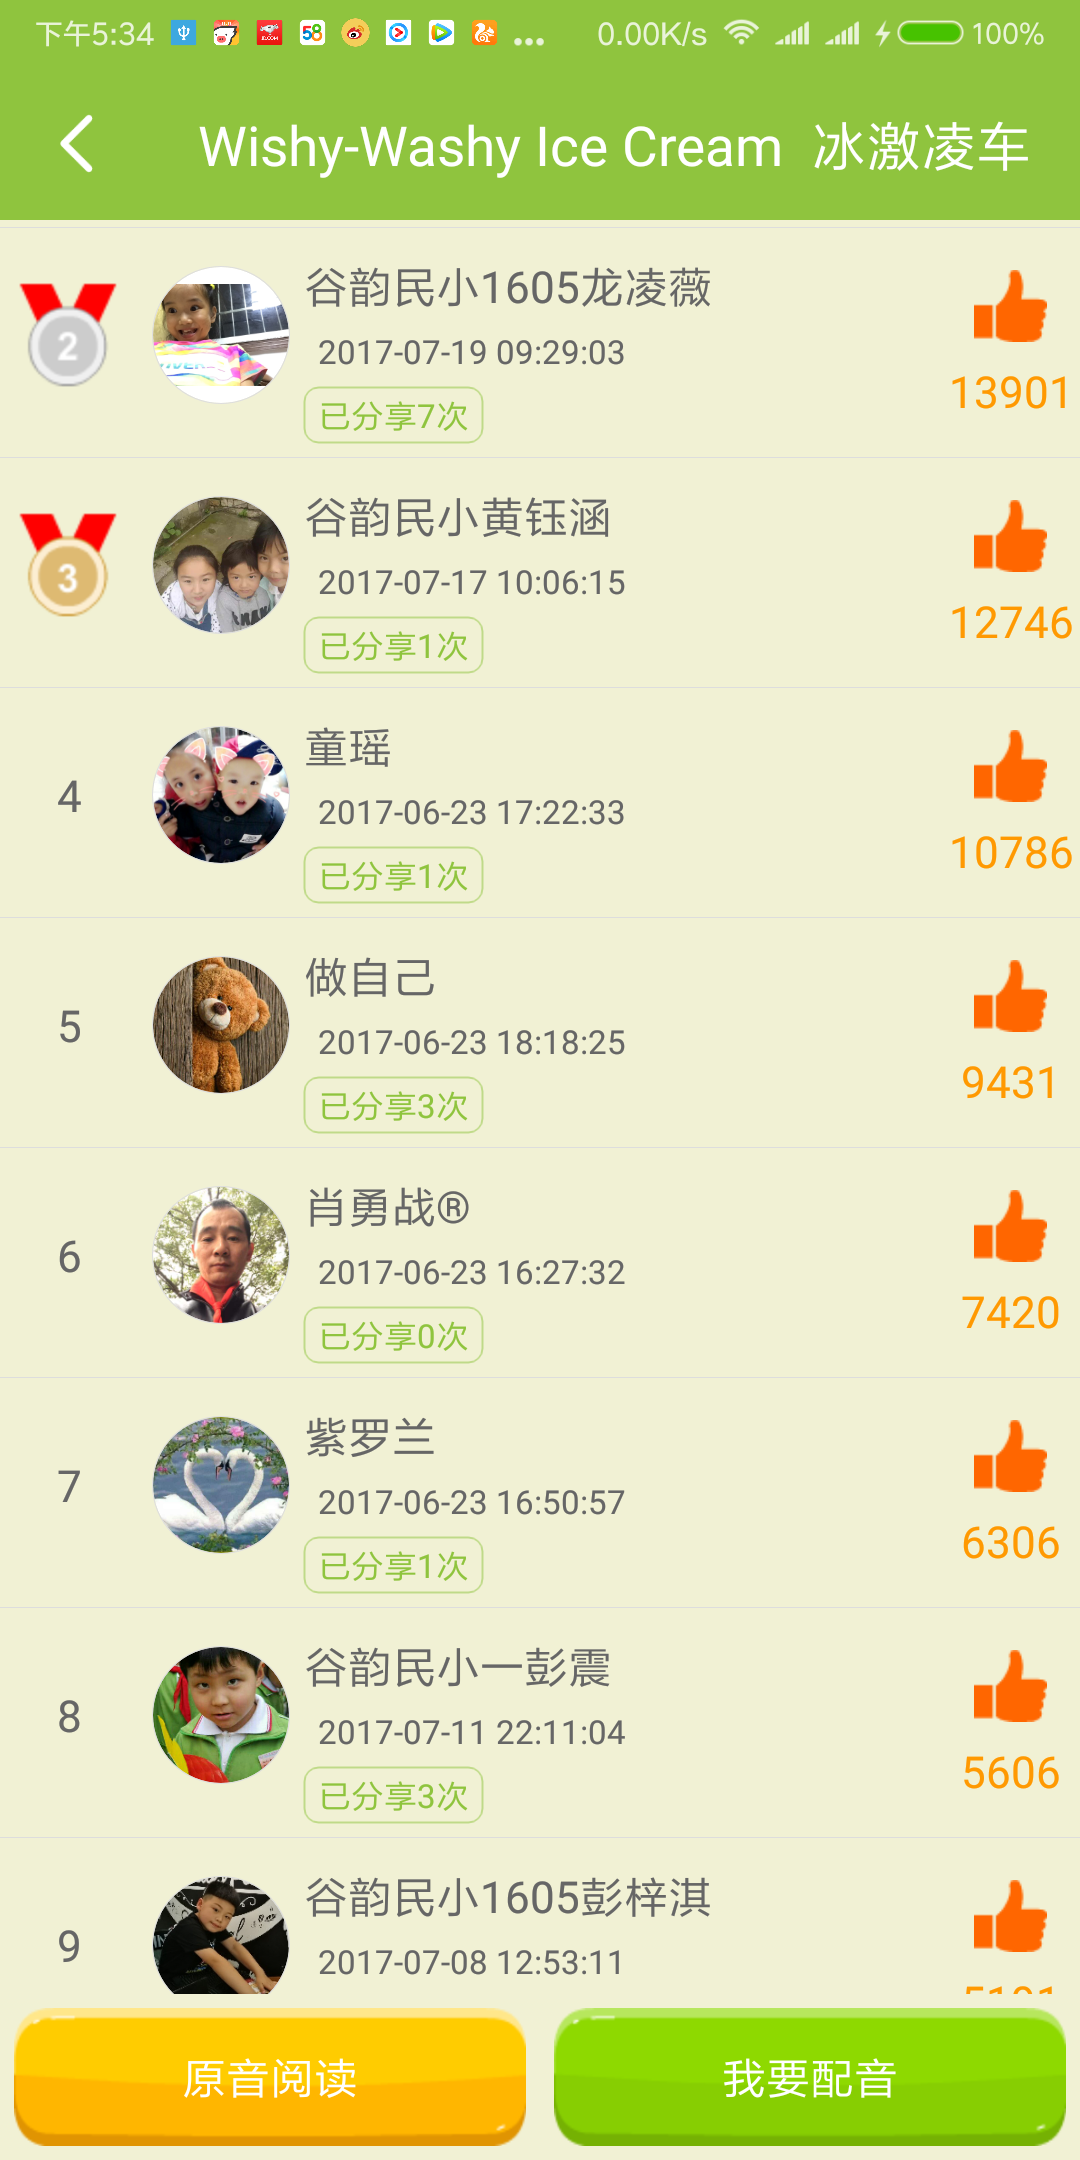 下午5:34 58 ... 0.00K/s 100%
Wishy-Washy Ice Cream 冰激凌车
2
谷韵民小1605龙凌薇
2017-07-19 09:29:03
已分享7次
13901
3
谷韵民小黄钰涵
2017-07-17 10:06:15
已分享1次
12746
4
童瑶
2017-06-23 17:22:33
已分享1次
10786
5
做自己
2017-06-23 18:18:25
已分享3次
9431
6
肖勇战®
2017-06-23 16:27:32
已分享0次
7420
7
紫罗兰
2017-06-23 16:50:57
已分享1次
6306
8
谷韵民小一彭震
2017-07-11 22:11:04
已分享3次
5606
9
谷韵民小1605彭梓淇
2017-07-08 12:53:11
原音阅读
我要配音